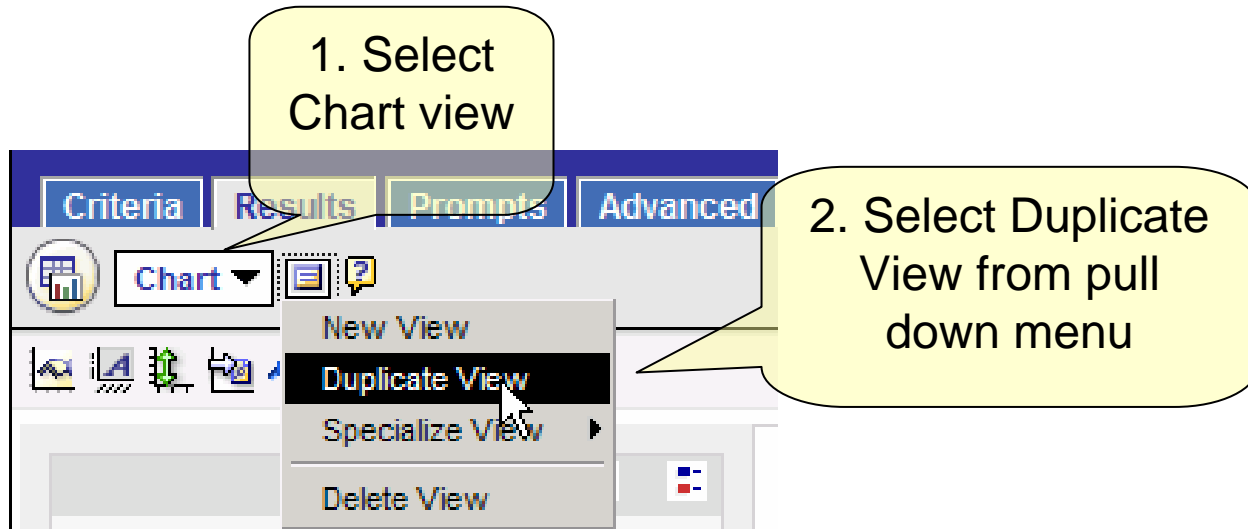 1. Select
Chart view
Criteria Results Prompts Advanced
2. Select Duplicate
View from pull
down menu
Chart
New View
Duplicate View
Specialize View
Delete View